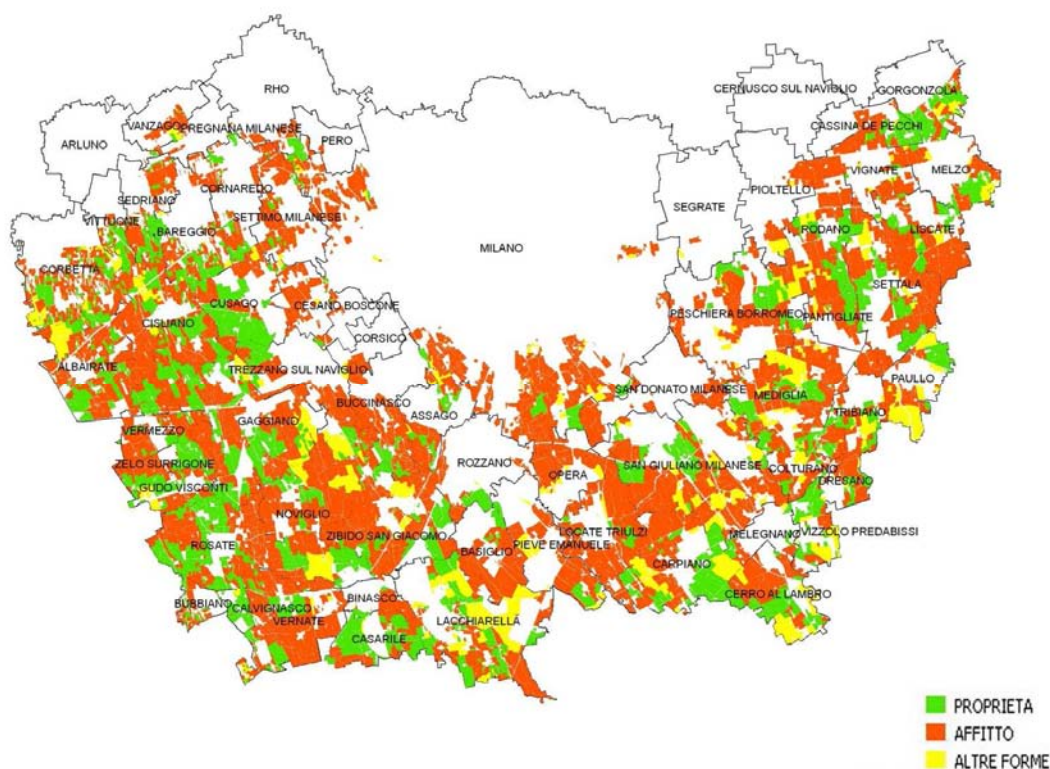 RHO
CERNUSCO SUL NAVIGLIO
GORGONZOLA
VANZAGO
PREGNANA MILANESE
CASSINA DE PECCHI
ARLUNO
PERO
VIGNATE
MELZO
CORNAREDO
PIOLTELLO
SEDRIANO
SEGRATE
VITTUONE
SETTIMO MILANESE
BAREGGIO
RODANO
LISCATE
MILANO
CORBETTA
SETTALA
CUSAGO
CESANO BOSCONE
PESCHIERA BORROMEO
PANTIGLIATE
CISLIANO
CORSICO
ALBAIRATE
TREZZANO SUL NAVIGLIO
PAULLO
SAN DONATO MILANESE
MEDIGLIA
BUCCINASCO
ASSAGO
TRIBIANO
GAGGIANO
VERMEZZO
ZELO SURRIGONE
ROZZANO
SAN GIULIANO MILANESE
COLTURANO
OPERA
DRESANO
GUDO VISCONTI
NOVIGLIO
LOCATE TRIULZI
ZIBIDO SAN GIACOMO
MELEGNANO
VIZZOLO PREDABISSI
ROSATE
PIEVE EMANUELE
BASIGLIO
CARPIANO
CERRO AL LAMBRO
BINASCO
BUBBIANO
CALVIGNASCO
VERNATE
LACCHIARELLA
CASARILE
PROPRIETA
AFFITTO
ALTRE FORME